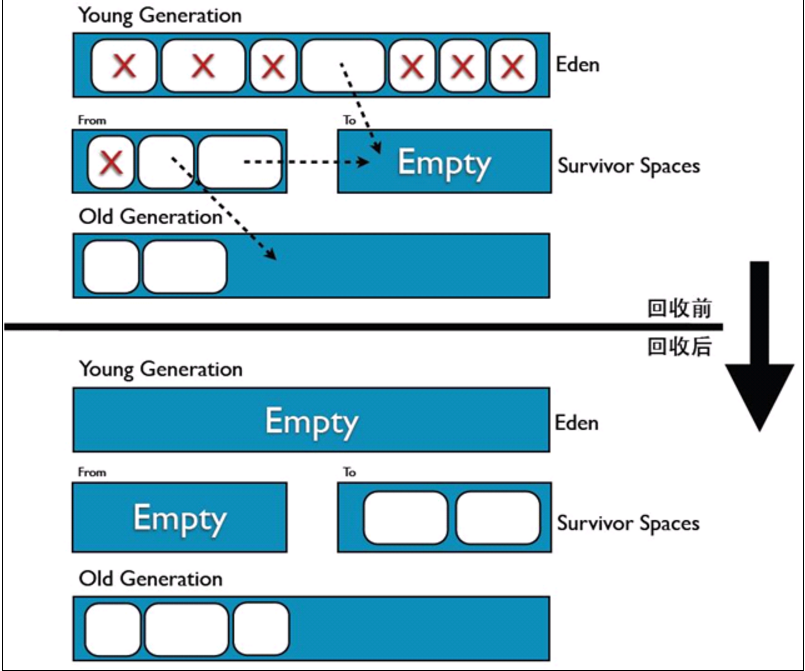 Young Generation
X X X X X X
Eden
From To
X
Empty
Survivor Spaces
Old Generation
回收前
回收后
Young Generation
Empty
Eden
From To
Empty
Survivor Spaces
Old Generation